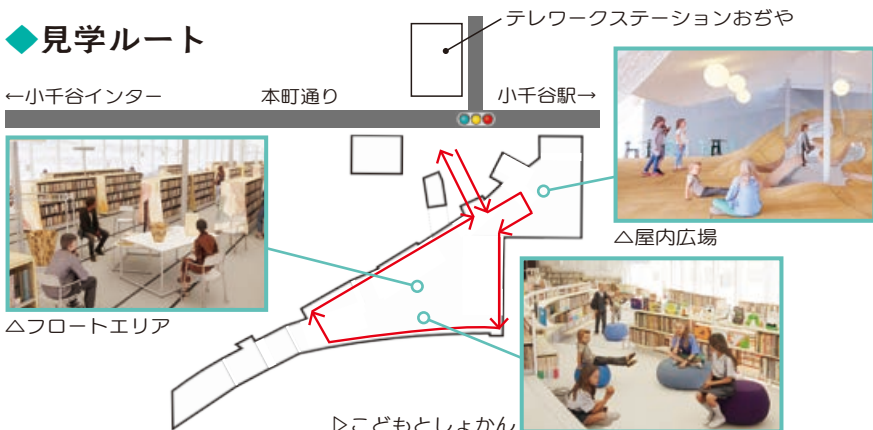 ◆見学ルート
テレワークステーションおぢや
←小千谷インター
本町通り
小千谷駅→
△屋内広場
△フロートエリア
▷こどもとしょかん